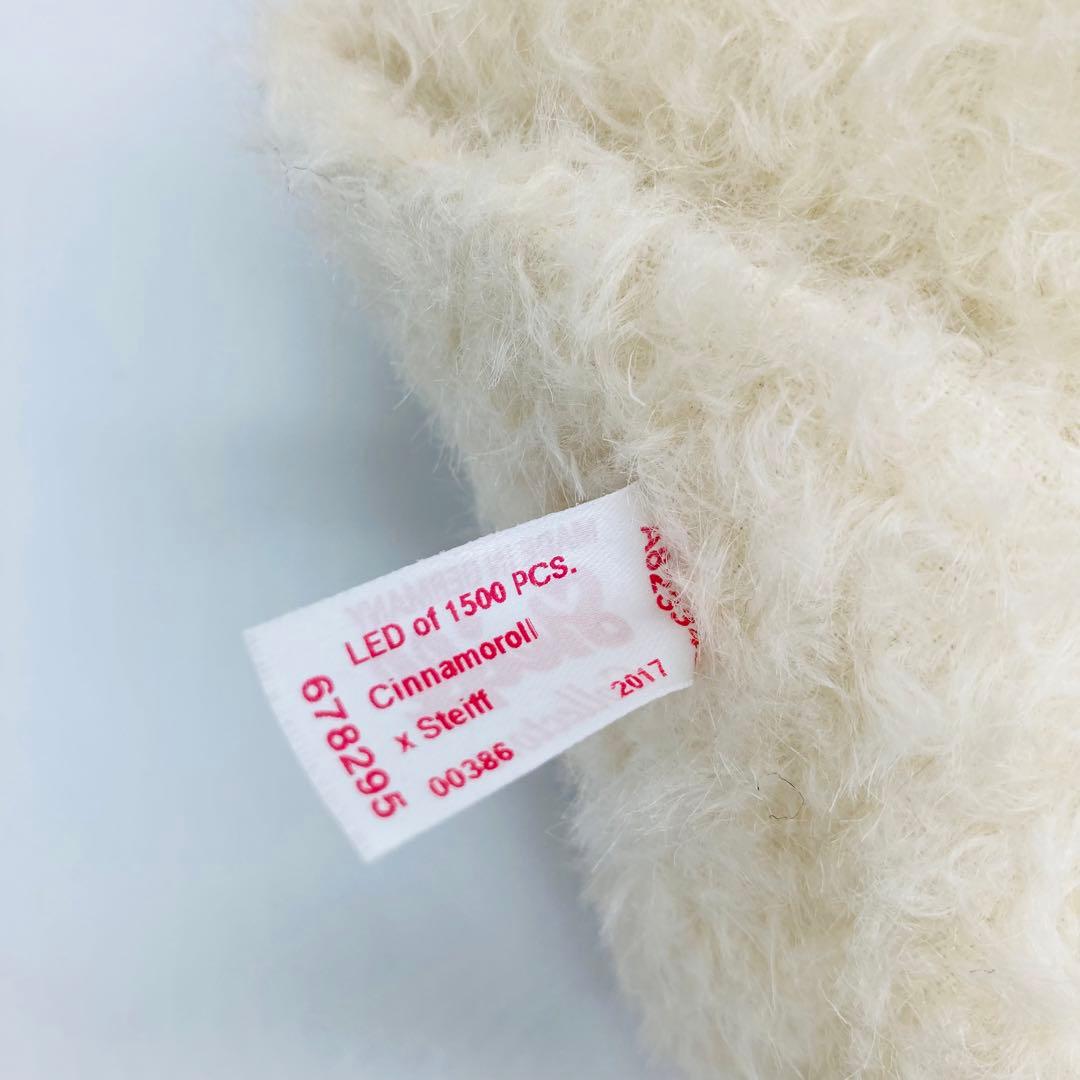 LED of 1500 PCS.
Cinnamoroll
x Steiff
00386
2017
678295